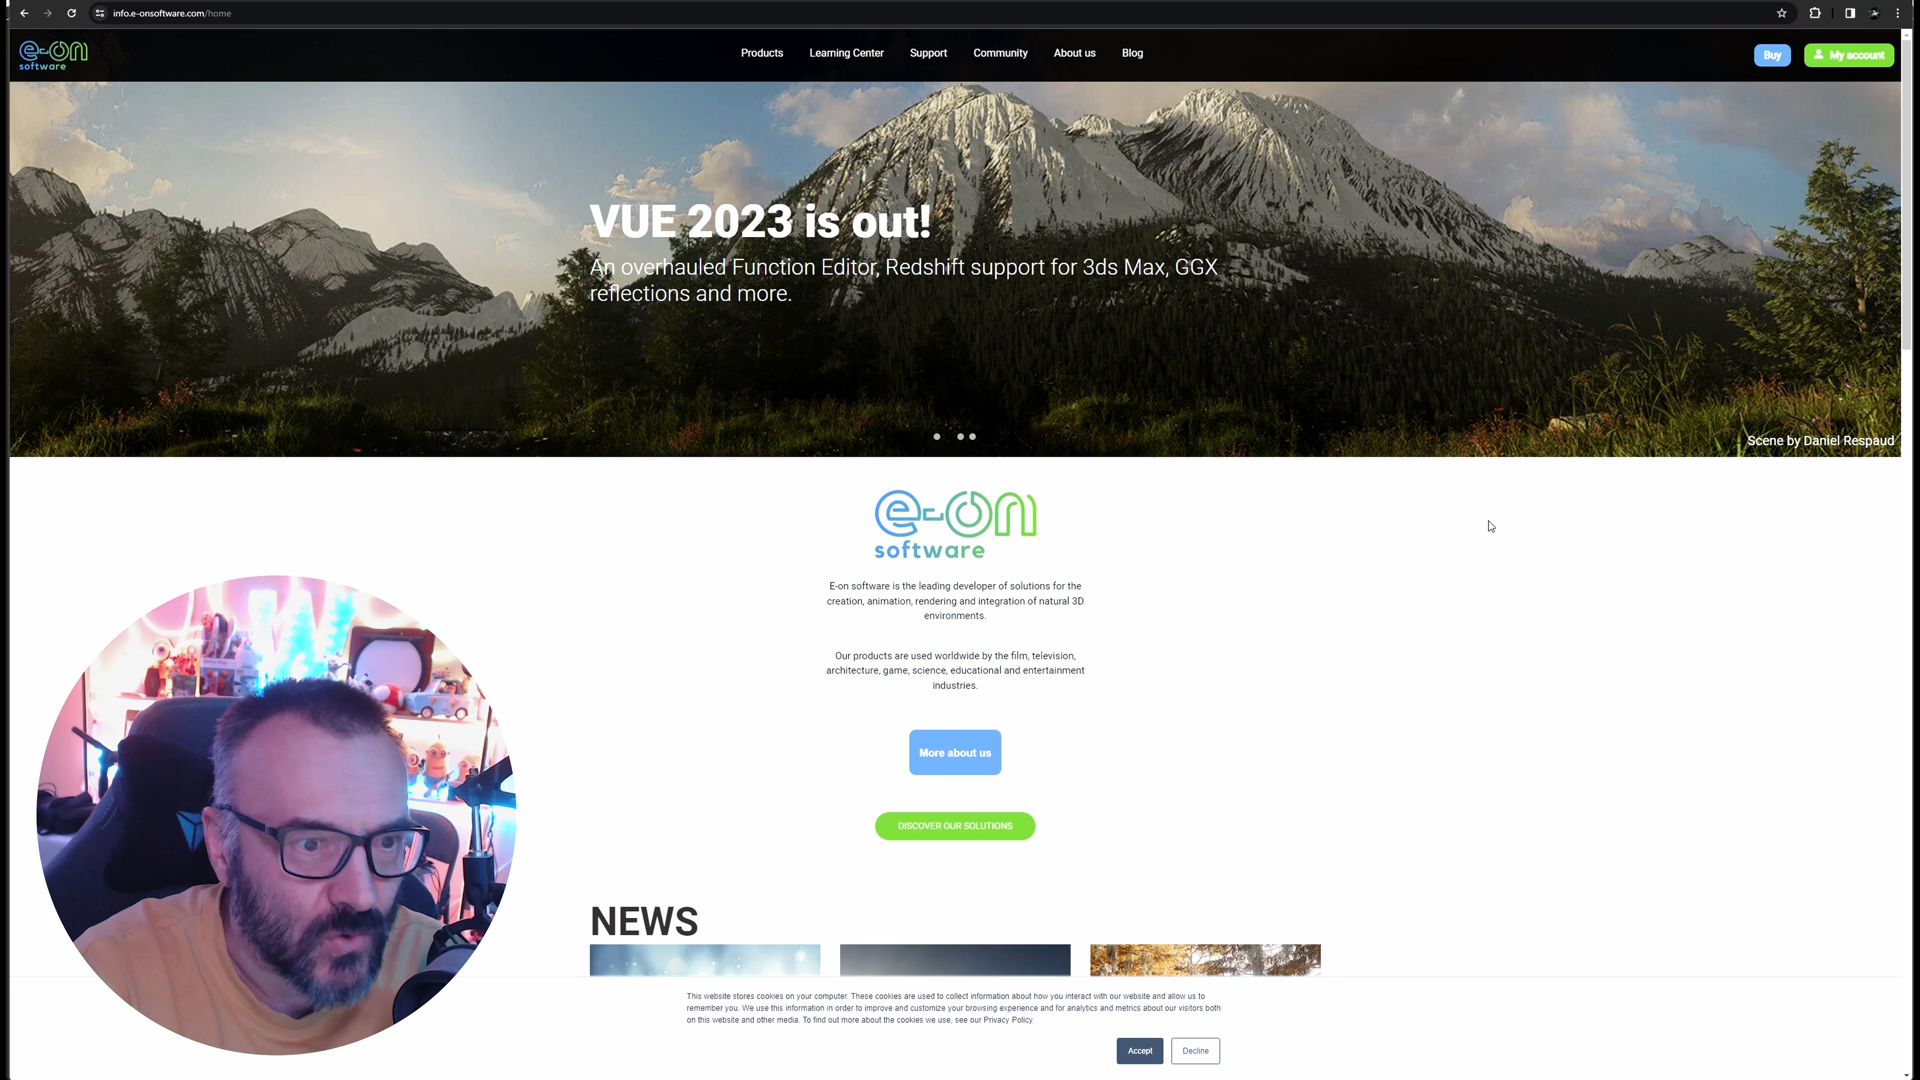 info.e-onsoftware.com/home
e-on
software
Products
Learning Center
Support
Community
About us
Blog
Buy
My account
VUE 2023 is out!
An overhauled Function Editor, Redshift support for 3ds Max, GGX
reflections and more.
Scene by Daniel Respaud
e-on
software
E-on software is the leading developer of solutions for the
creation, animation, rendering and integration of natural 3D
environments.
Our products are used worldwide by the film, television,
architecture, game, science, educational and entertainment
industries.
More about us
DISCOVER OUR SOLUTIONS
NEWS
This website stores cookies on your computer. These cookies are used to collect information about how you interact with our website and allow us to
remember you. We use this information in order to improve and customize your browsing experience and for analytics and metrics about our visitors both
on this website and other media. To find out more about the cookies we use, see our Privacy Policy.
Accept
Decline